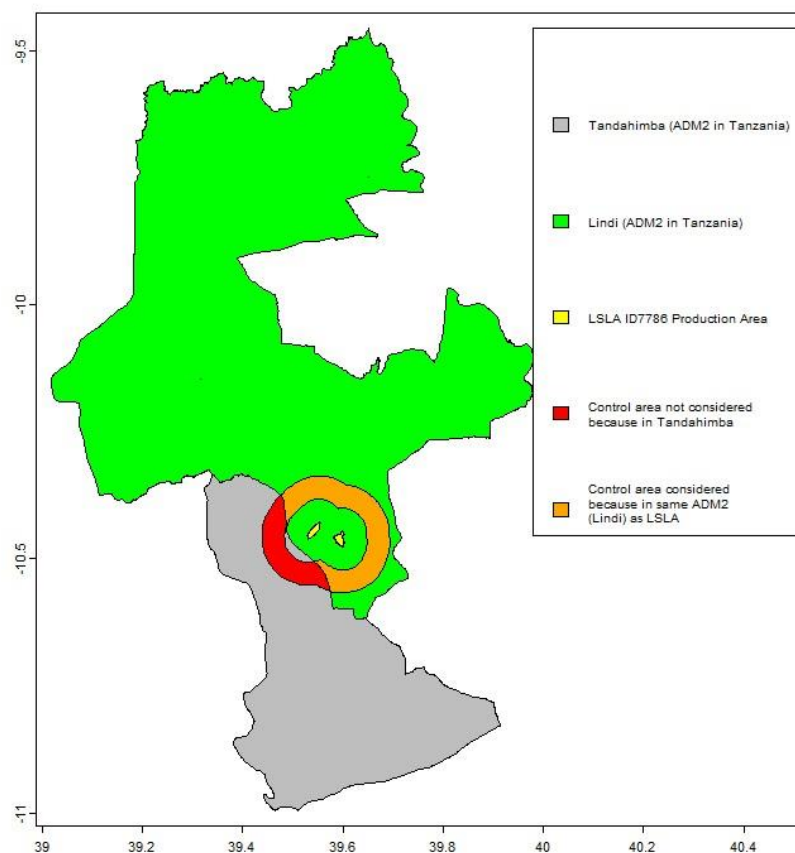 -9.5
-10
-10.5
-11
39
39.2
39.4
39.6
39.8
40
40.2
40.4
Tandahimba (ADM2 in Tanzania)
Lindi (ADM2 in Tanzania)
LSLA ID7786 Production Area
Control area not considered
because in Tandahimba
Control area considered
because in same ADM2
(Lindi) as LSLA